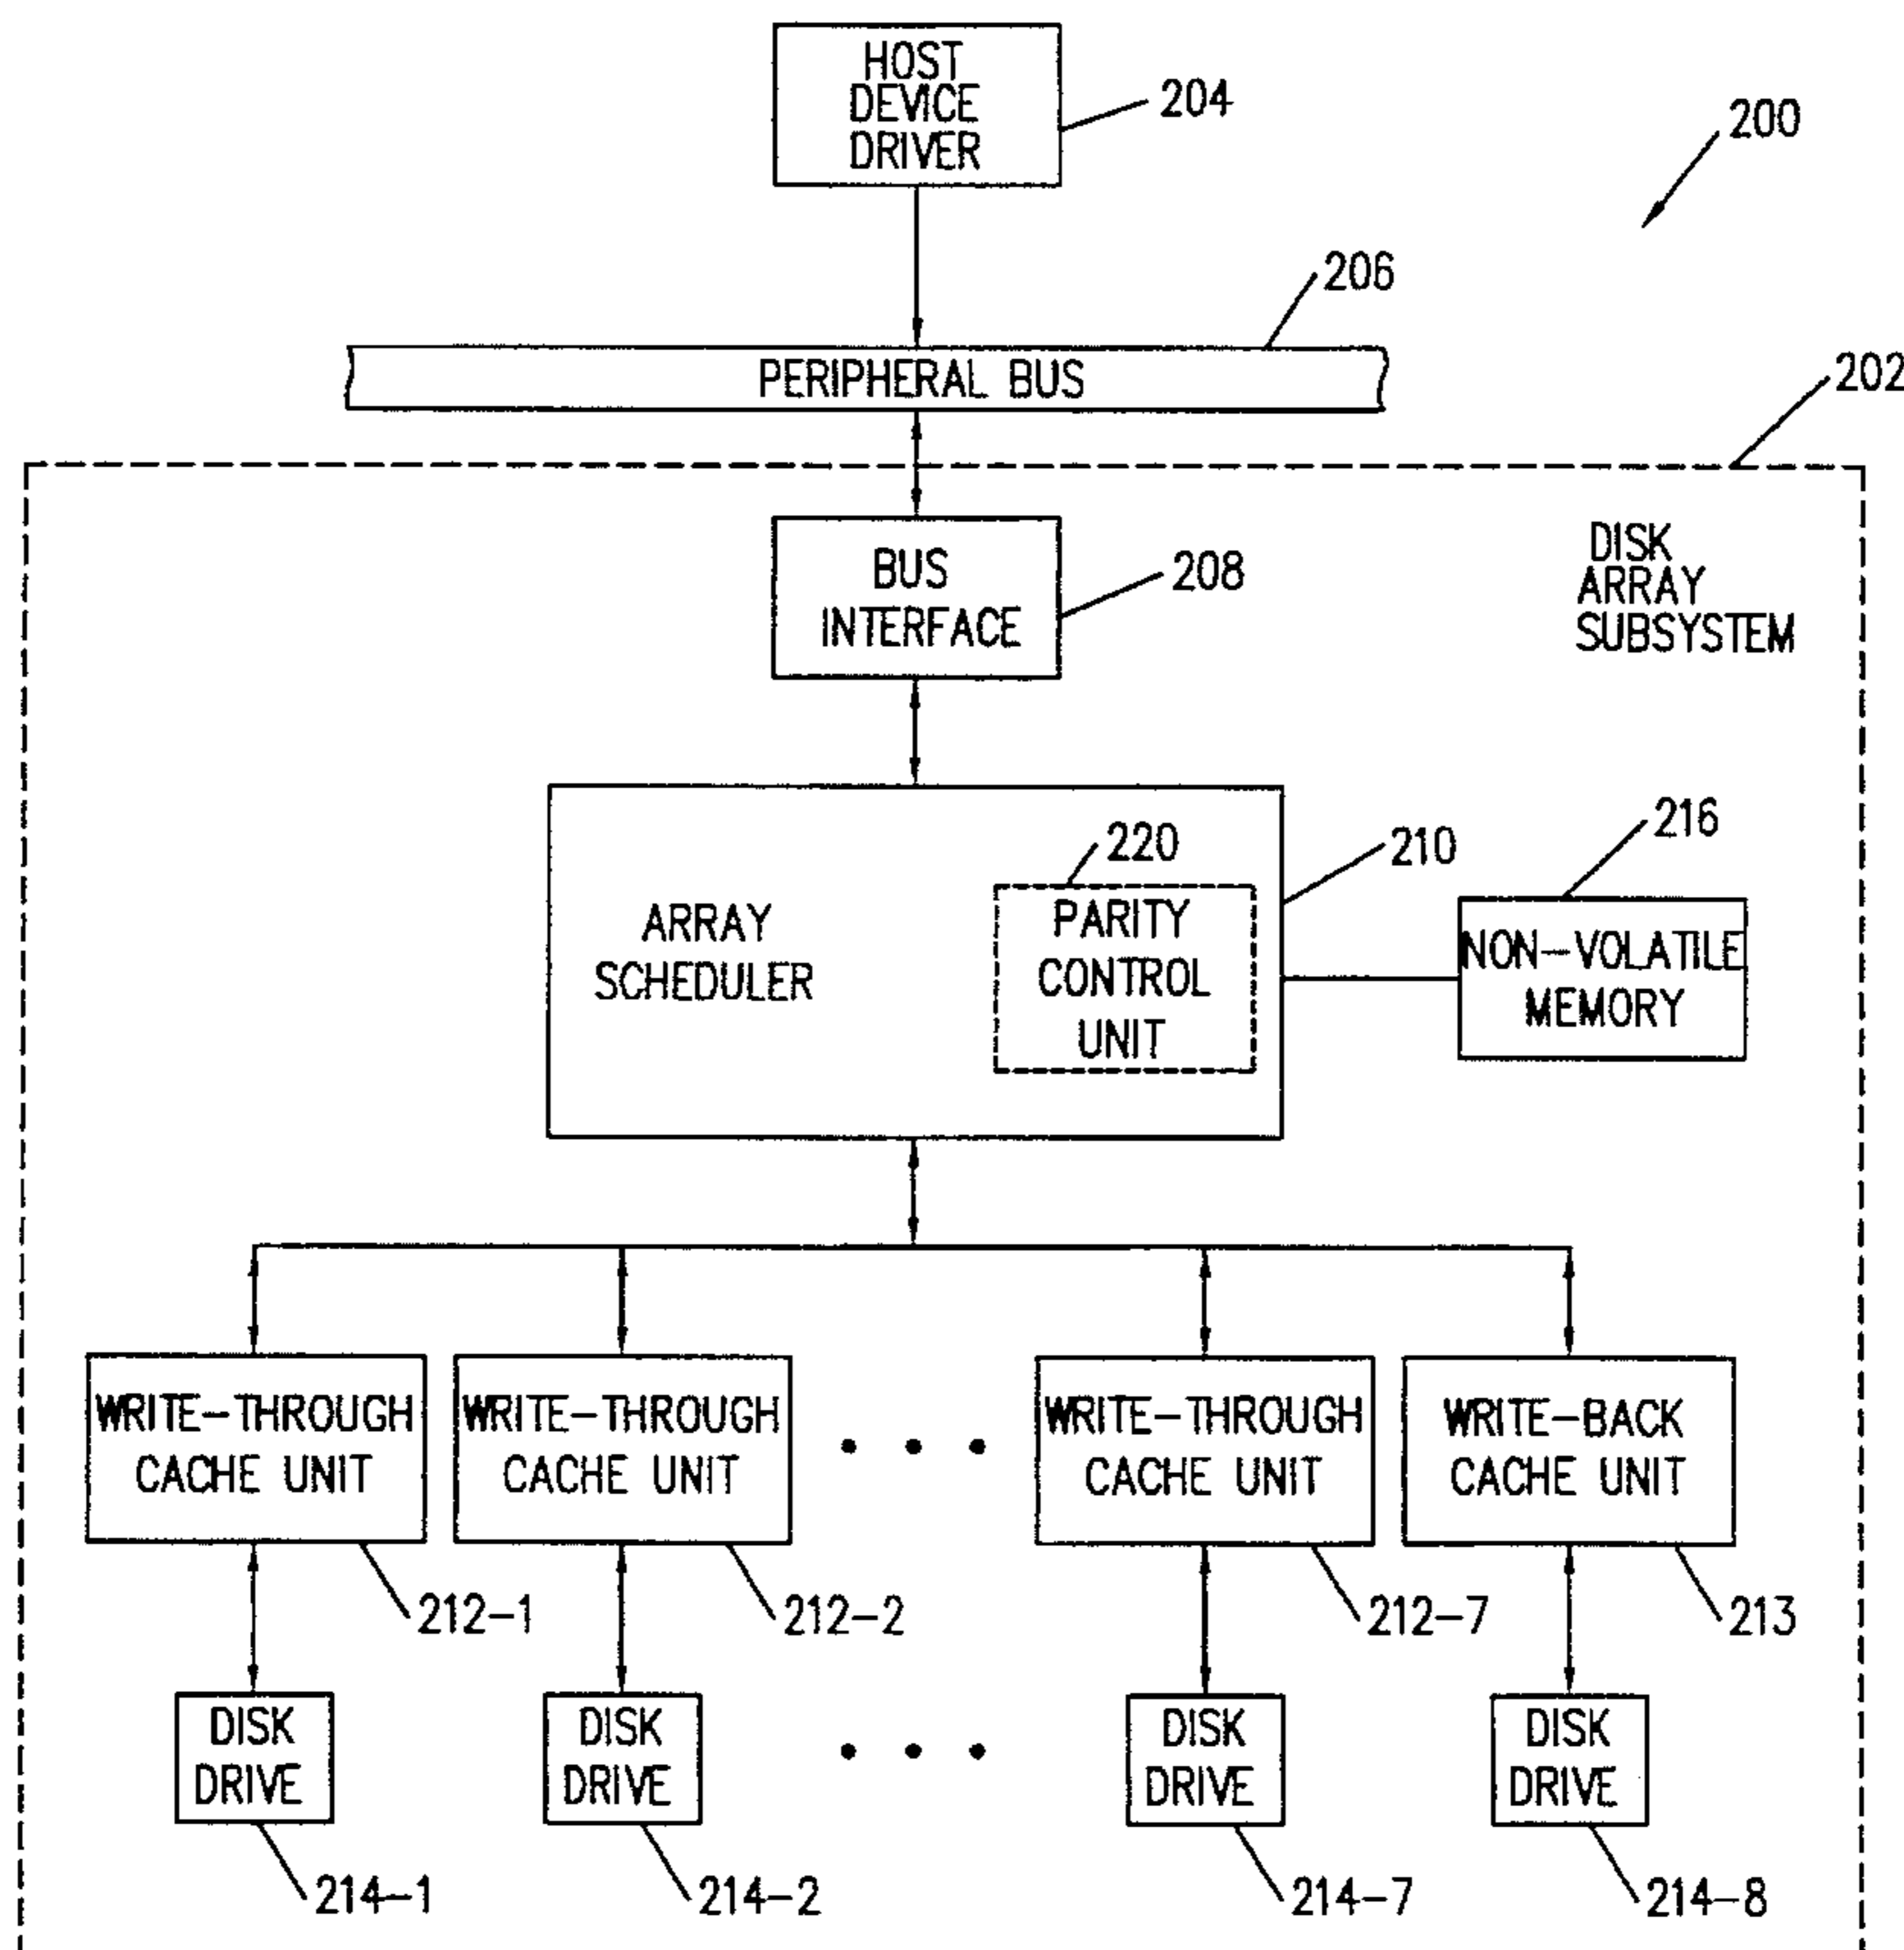 HOST
DEVICE
DRIVER
204
200
206
PERIPHERAL BUS
202
BUS
INTERFACE
208
DISK
ARRAY
SUBSYSTEM
ARRAY
SCHEDULER
220
PARITY
CONTROL
UNIT
210
216
NON-VOLATILE
MEMORY
WRITE-THROUGH
CACHE UNIT
212-1
WRITE-THROUGH
CACHE UNIT
212-2
• • •
WRITE-THROUGH
CACHE UNIT
212-7
WRITE-BACK
CACHE UNIT
213
DISK
DRIVE
214-1
DISK
DRIVE
214-2
• • •
DISK
DRIVE
214-7
DISK
DRIVE
214-8